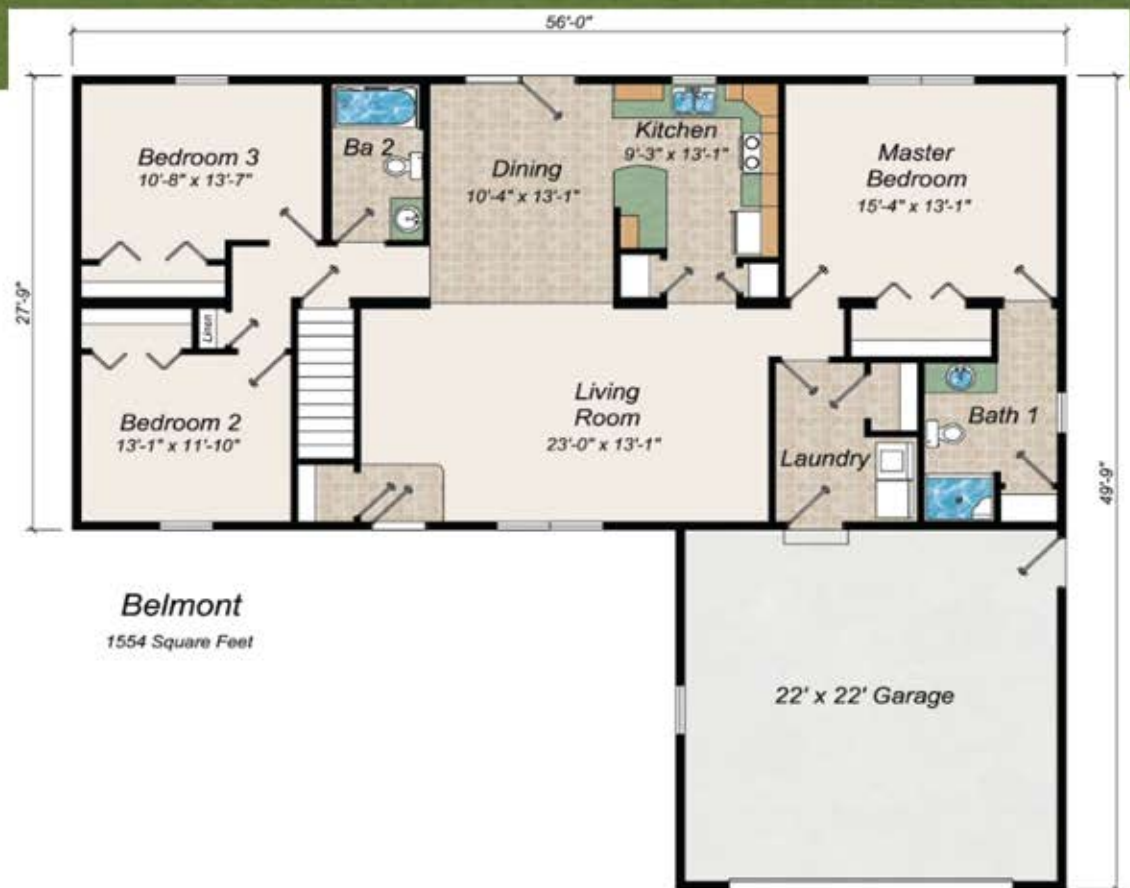 56'-0"
Bedroom 3
10'-8" x 13'-7"
Ba 2
Dining
10'-4" x 13'-1"
Kitchen
9'-3" x 13'-1"
Master
Bedroom
15'-4" x 13'-1"
27'-9"
Linen
Bedroom 2
13'-1" x 11'-10"
Living
Room
23'-0" x 13'-1"
Laundry
Bath 1
49'-9"
Belmont
1554 Square Feet
22' x 22' Garage